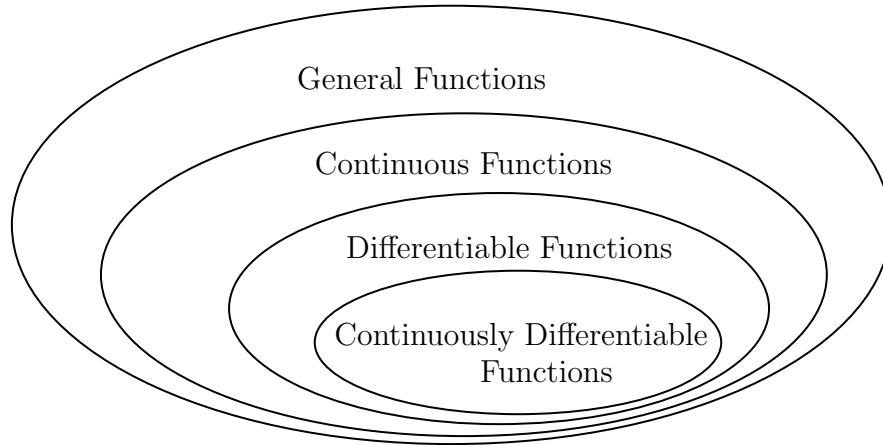 General Functions
Continuous Functions
Differentiable Functions
Continuously Differentiable
Functions